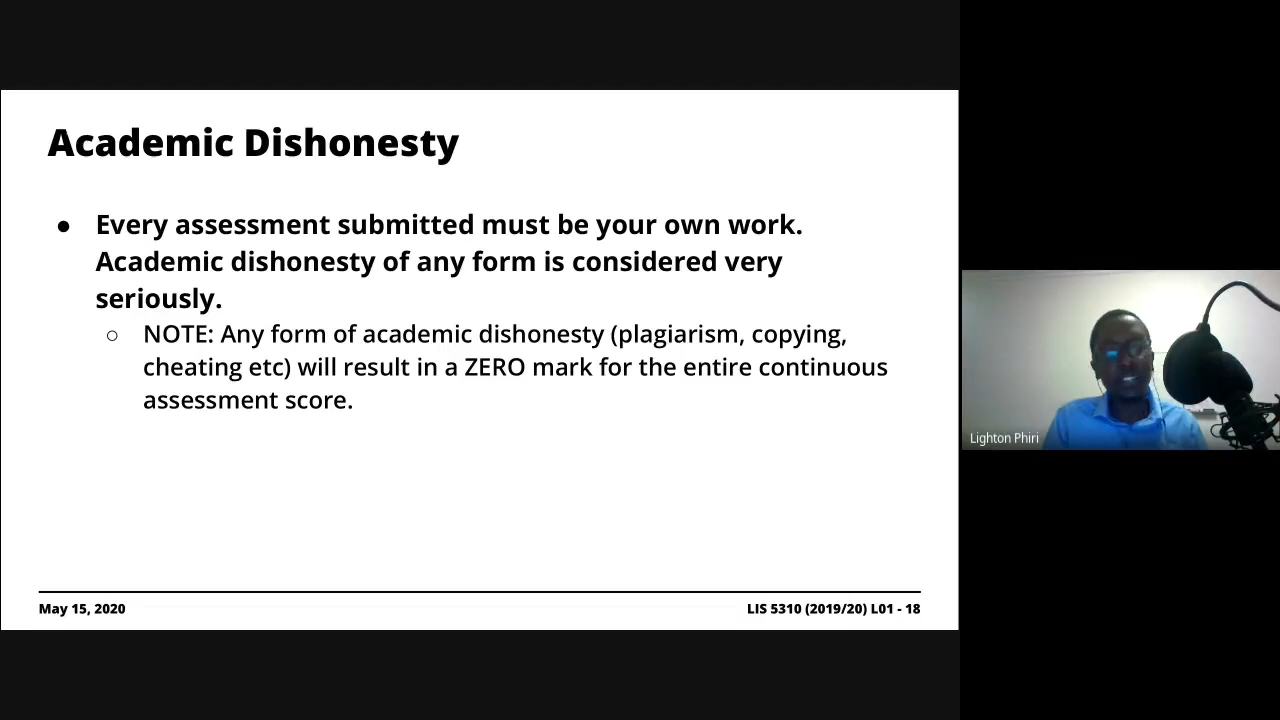 Academic Dishonesty
● Every assessment submitted must be your own work.
Academic dishonesty of any form is considered very
seriously.
○ NOTE: Any form of academic dishonesty (plagiarism, copying,
cheating etc) will result in a ZERO mark for the entire continuous
assessment score.
May 15, 2020
LIS 5310 (2019/20) L01 - 18
Lighton Phiri